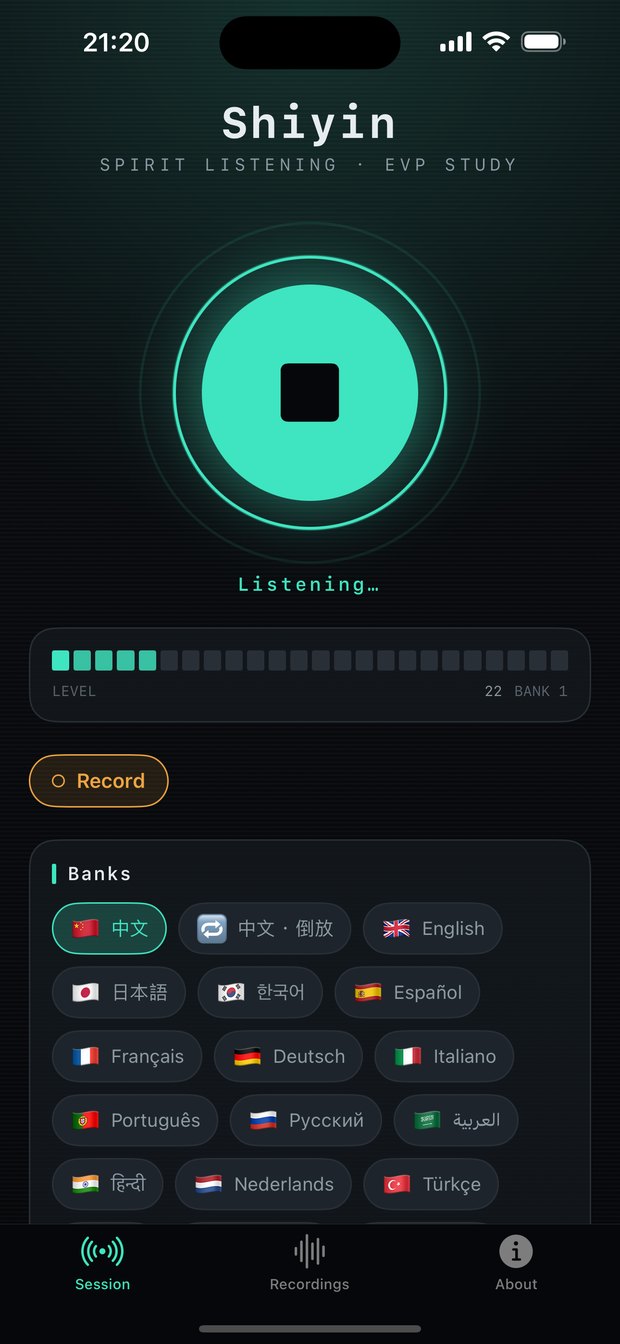 21:20
Shiyin
SPIRIT LISTENING · EVP STUDY
Listening…
LEVEL 22 BANK 1
Record
Banks
中文 中文 · 倒放 English
日本語 한국어 Español
Français Deutsch Italiano
Português Русский العربية
हिन्दी Nederlands Türkçe
Session Recordings About